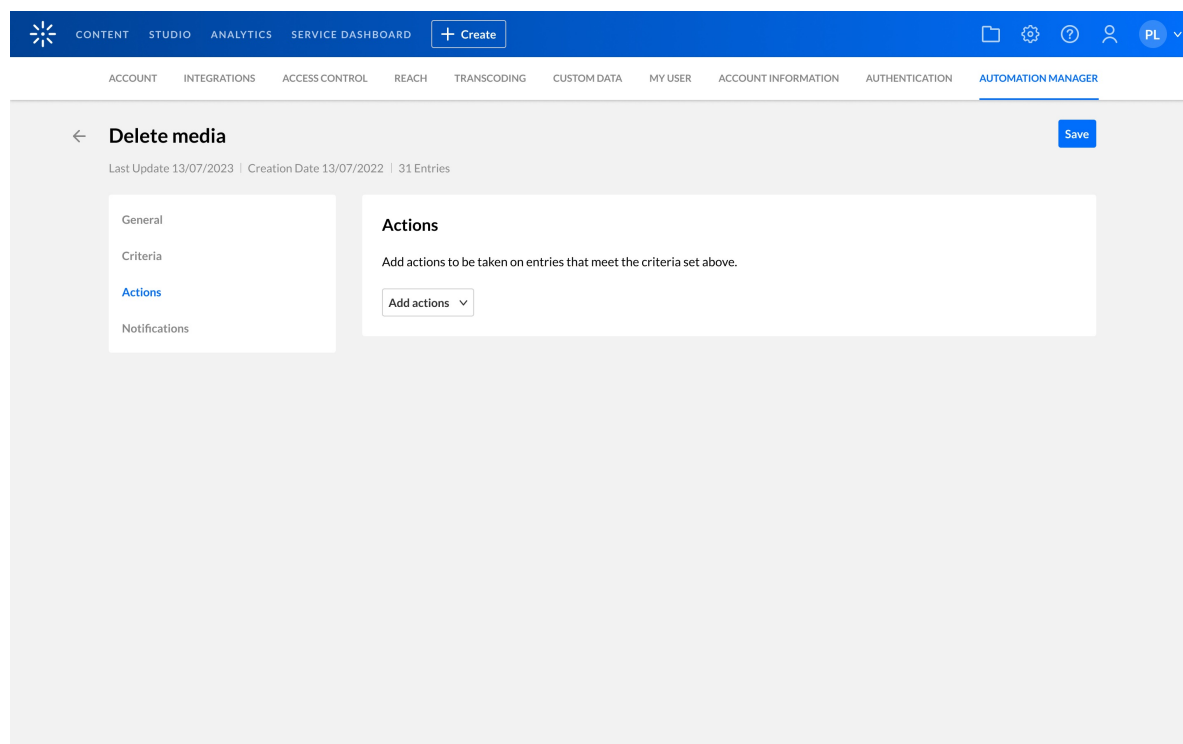 CONTENT STUDIO ANALYTICS SERVICE DASHBOARD + Create PL
ACCOUNT INTEGRATIONS ACCESS CONTROL REACH TRANSCODING CUSTOM DATA MY USER ACCOUNT INFORMATION AUTHENTICATION AUTOMATION MANAGER
Delete media Save
Last Update 13/07/2023 | Creation Date 13/07/2022 | 31 Entries
General
Criteria
Actions
Notifications
Actions
Add actions to be taken on entries that meet the criteria set above.
Add actions